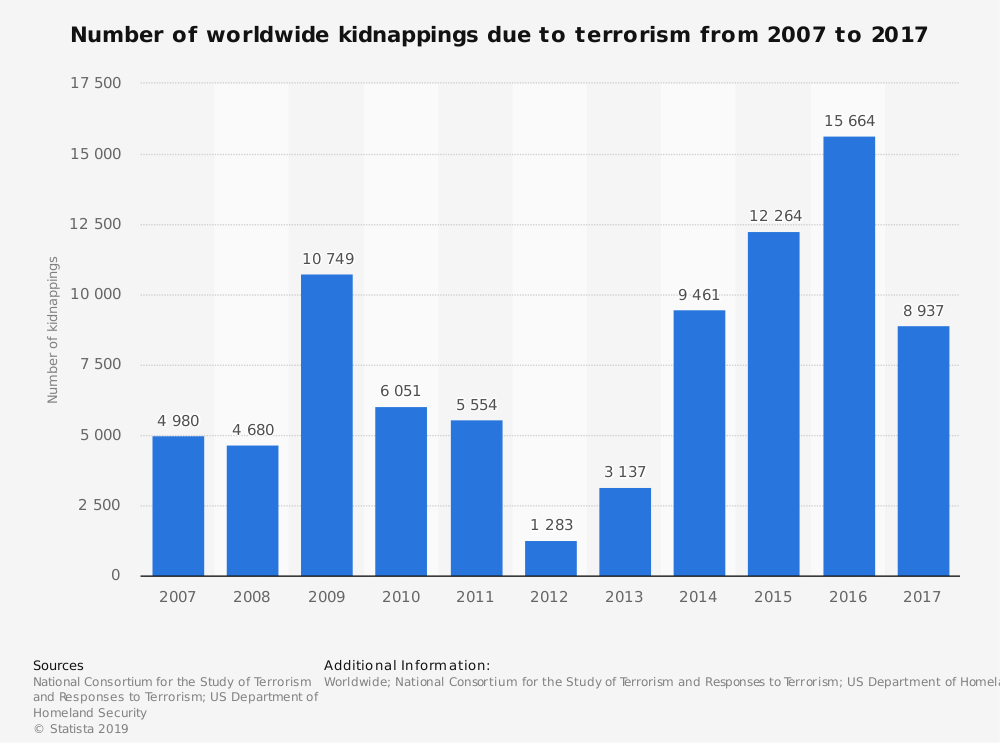 Number of worldwide kidnappings due to terrorism from 2007 to 2017
17 500
15 000
12 500
10 000
7 500
5 000
2 500
0
Number of kidnappings
4 980
4 680
10 749
6 051
5 554
1 283
3 137
9 461
12 264
15 664
8 937
2007 2008 2009 2010 2011 2012 2013 2014 2015 2016 2017
Sources
National Consortium for the Study of Terrorism
and Responses to Terrorism; US Department of
Homeland Security
© Statista 2019
Additional Information:
Worldwide; National Consortium for the Study of Terrorism and Responses to Terrorism; US Department of